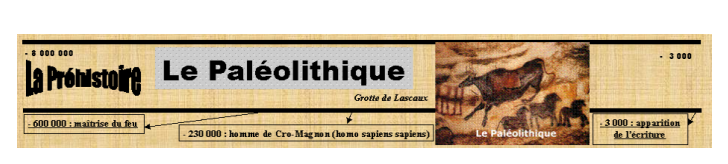 - 8 000 000
- 3 000
La Préhistoire
Le Paléolithique
Grotte de Lascaux
Le Paléolithique
- 600 000 : maîtrise du feu
- 230 000 : homme de Cro-Magnon (homo sapiens sapiens)
- 3 000 : apparition
de l'écriture